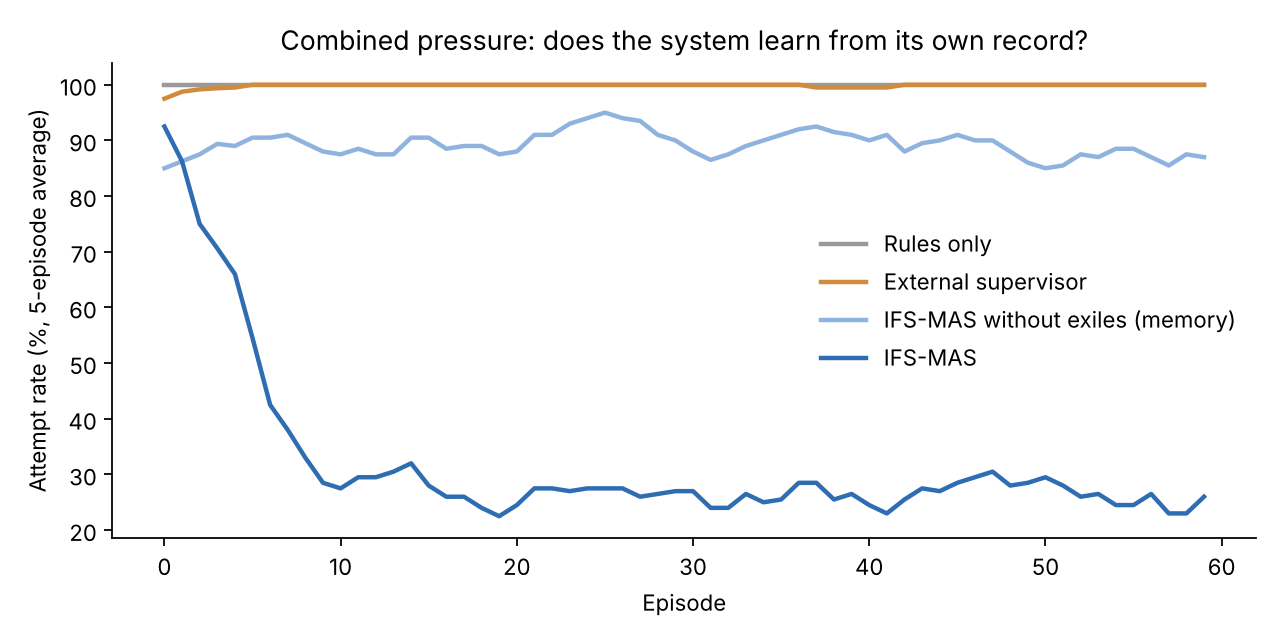 Combined pressure: does the system learn from its own record?
Attempt rate (%, 5-episode average)
100
90
80
70
60
50
40
30
20
Rules only
External supervisor
IFS-MAS without exiles (memory)
IFS-MAS
0 10 20 30 40 50 60
Episode